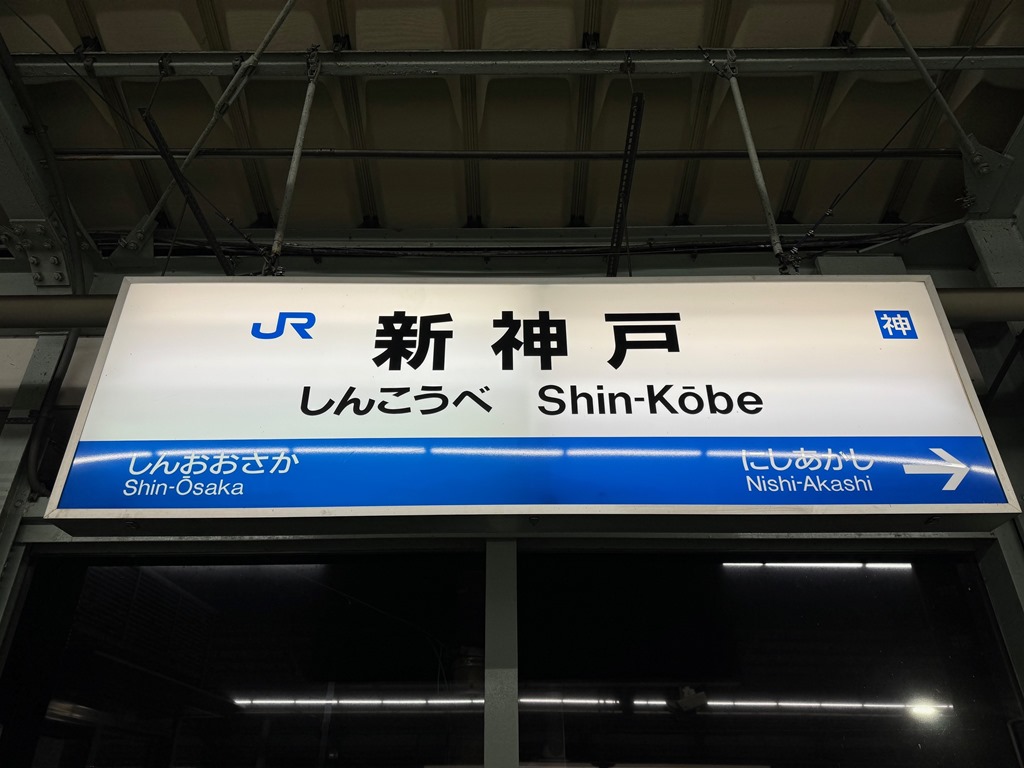 JR 新神戸 神
しんこうべ Shin-Kōbe
しんおおさか にしあかし
Shin-Ōsaka Nishi-Akashi